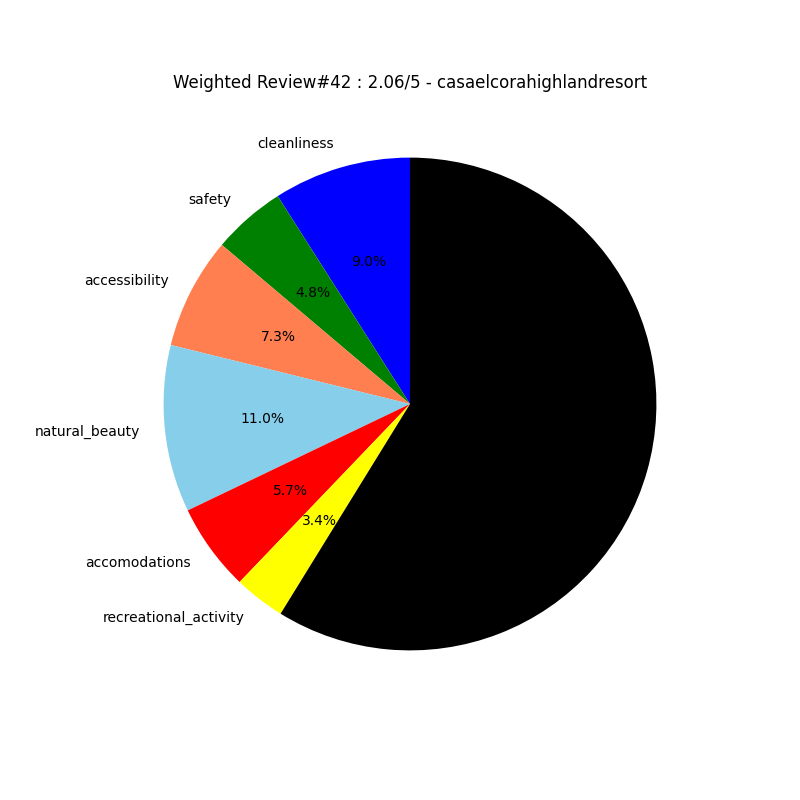 Weighted Review#42 : 2.06/5 - casaelcorahighlandresort
cleanliness
9.0%
safety
4.8%
accessibility
7.3%
natural_beauty
11.0%
accomodations
5.7%
recreational_activity
3.4%